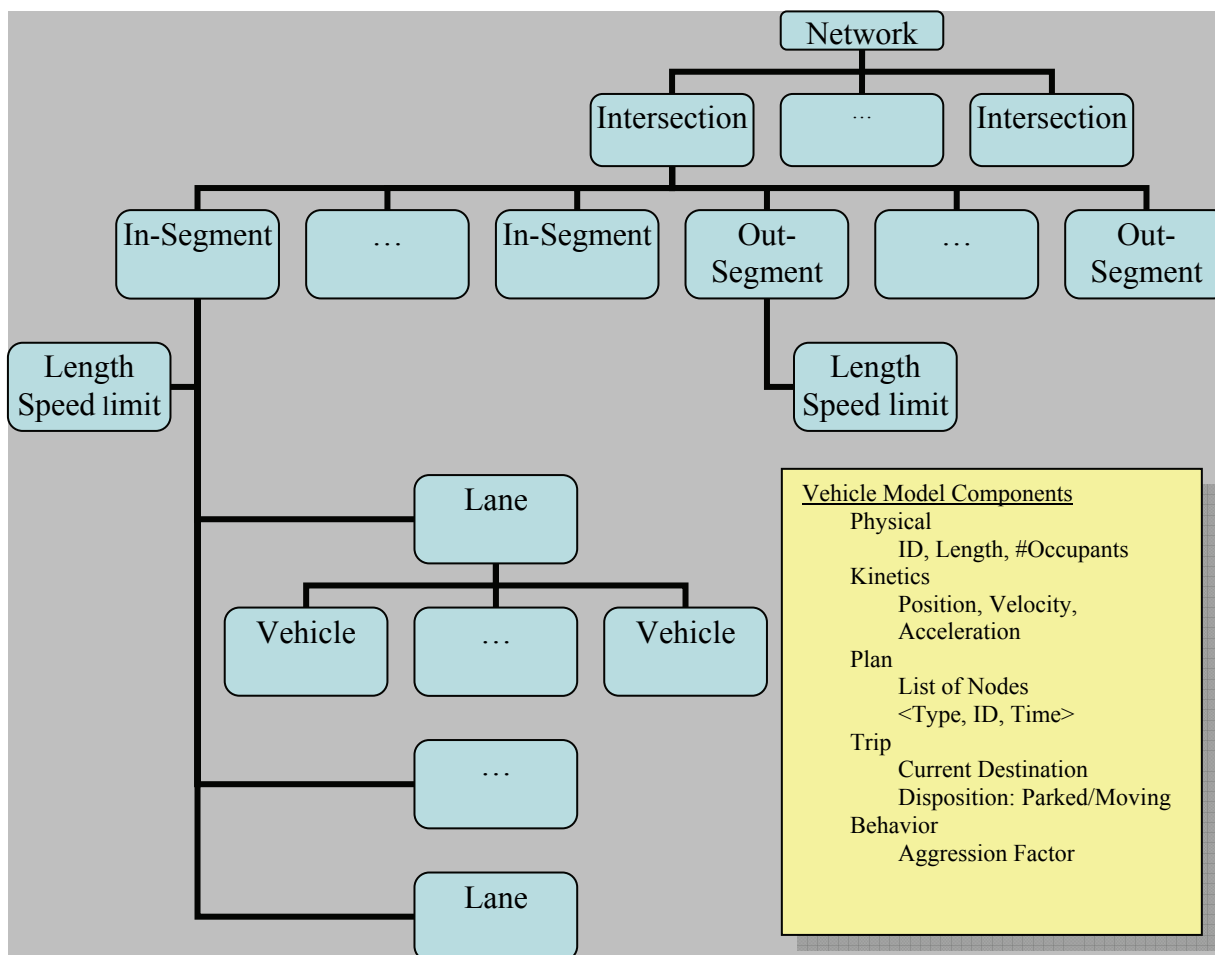 Network
Intersection
...
Intersection
In-Segment
...
In-Segment
Out-
Segment
...
Out-
Segment
Length
Speed limit
Length
Speed limit
Lane
Vehicle
...
Vehicle
...
Lane
Vehicle Model Components
Physical
ID, Length, #Occupants
Kinetics
Position, Velocity,
Acceleration
Plan
List of Nodes
<Type, ID, Time>
Trip
Current Destination
Disposition: Parked/Moving
Behavior
Aggression Factor